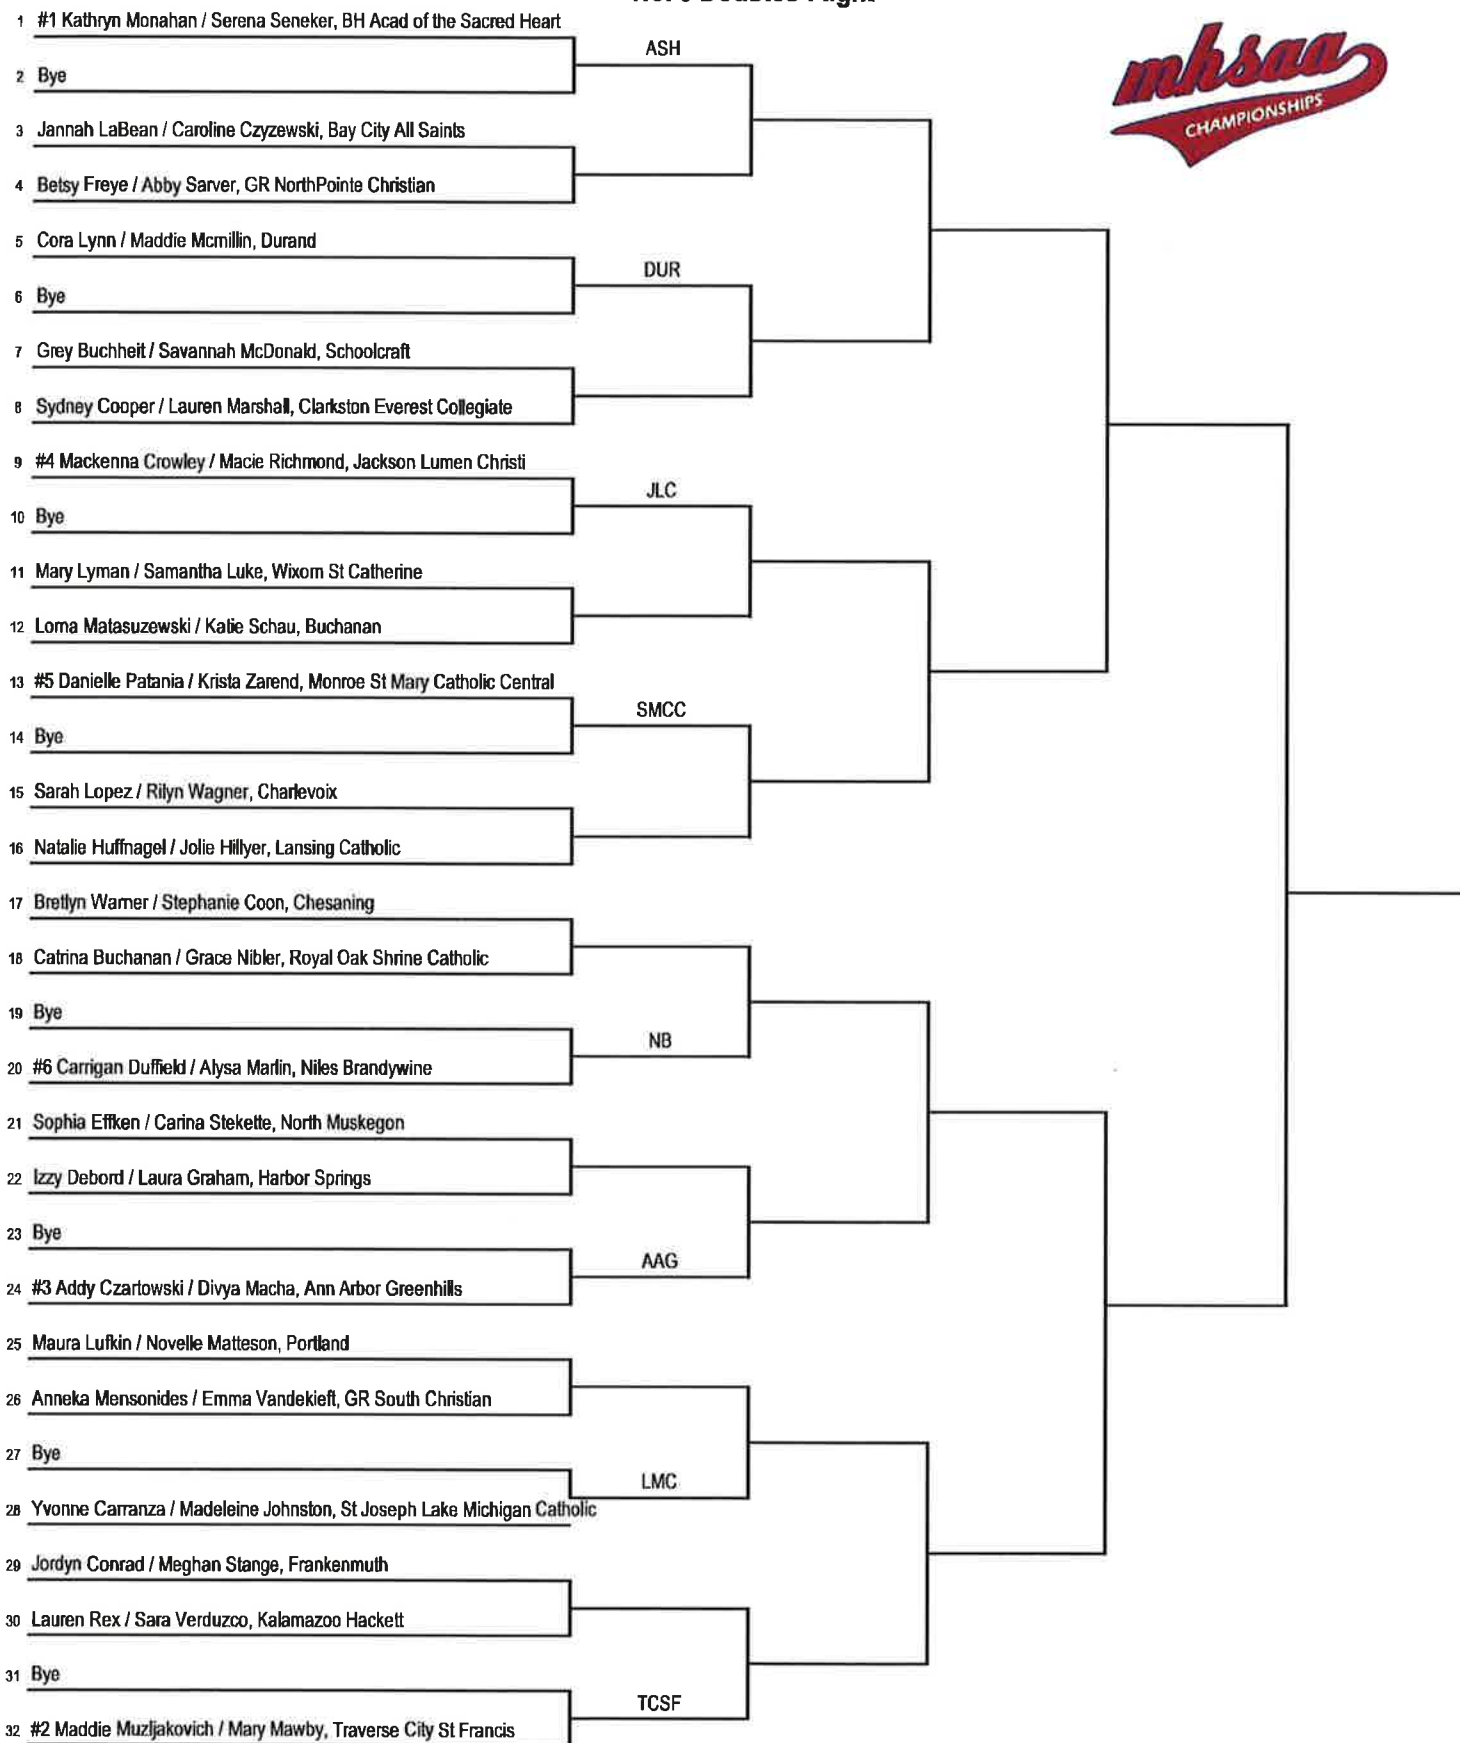 1 #1 Kathryn Monahan / Serena Seneker, BH Acad of the Sacred Heart
ASH
2 Bye
3 Jannah LaBean / Caroline Czyzewski, Bay City All Saints
4 Betsy Freye / Abby Sarver, GR NorthPointe Christian
5 Cora Lynn / Maddie Mcmillin, Durand
DUR
6 Bye
7 Grey Buchheit / Savannah McDonald, Schoolcraft
8 Sydney Cooper / Lauren Marshall, Clarkston Everest Collegiate
9 #4 Mackenna Crowley / Macie Richmond, Jackson Lumen Christi
JLC
10 Bye
11 Mary Lyman / Samantha Luke, Wixom St Catherine
12 Lorna Matasuzewski / Katie Schau, Buchanan
13 #5 Danielle Patania / Krista Zarend, Monroe St Mary Catholic Central
SMCC
14 Bye
15 Sarah Lopez / Rilyn Wagner, Charlevoix
16 Natalie Huffnagel / Jolie Hillyer, Lansing Catholic
17 Bretlyn Warner / Stephanie Coon, Chesaning
18 Catrina Buchanan / Grace Nibler, Royal Oak Shrine Catholic
19 Bye
NB
20 #6 Carrigan Duffield / Alysa Marlin, Niles Brandywine
21 Sophia Effken / Carina Stekette, North Muskegon
22 Izzy Debord / Laura Graham, Harbor Springs
23 Bye
AAG
24 #3 Addy Czartowski / Divya Macha, Ann Arbor Greenhills
25 Maura Lufkin / Novelle Matteson, Portland
26 Anneka Mensonides / Emma Vandekieft, GR South Christian
27 Bye
LMC
28 Yvonne Carranza / Madeleine Johnston, St Joseph Lake Michigan Catholic
29 Jordyn Conrad / Meghan Stange, Frankenmuth
30 Lauren Rex / Sara Verduzco, Kalamazoo Hackett
31 Bye
TCSF
32 #2 Maddie Muzljakovich / Mary Mawby, Traverse City St Francis
mhsaa
CHAMPIONSHIPS